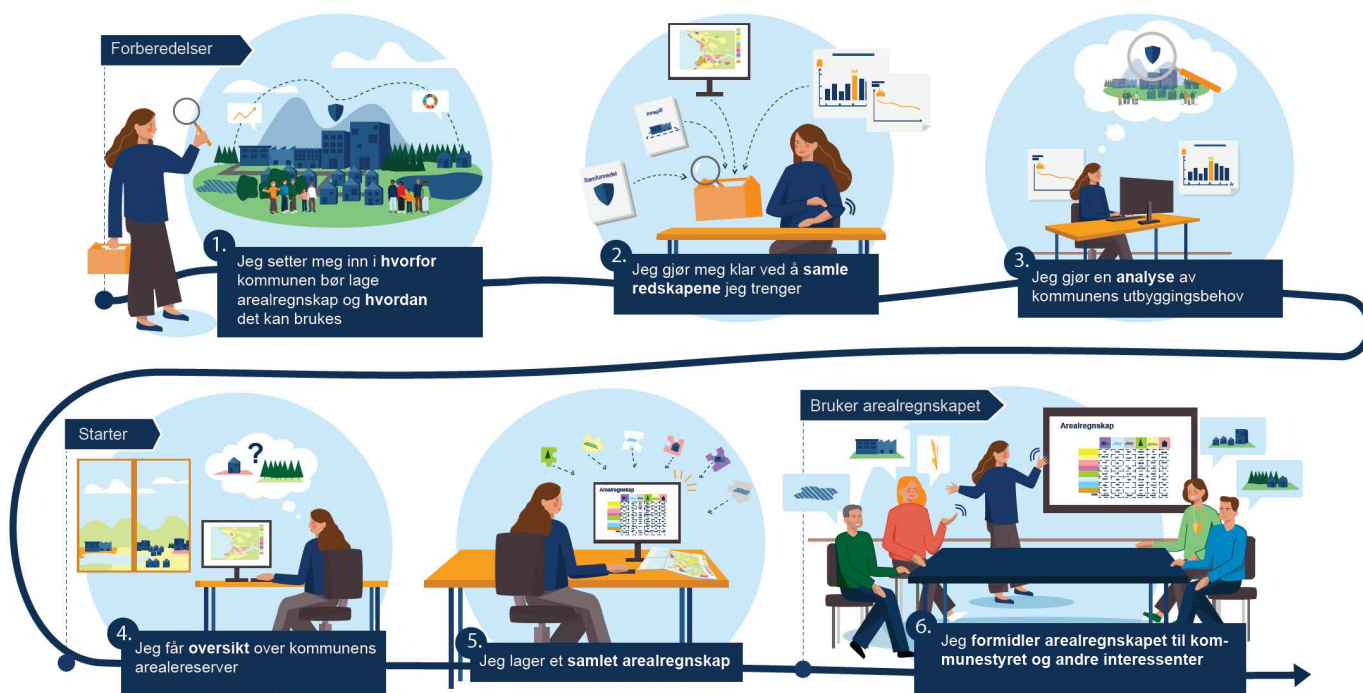 Forberedelser
Innspill
Samfunnsdel
1.
Jeg setter meg inn i hvorfor
kommunen bør lage
arealregnskap og hvordan
det kan brukes
2.
Jeg gjør meg klar ved å samle
redskapene jeg trenger
3.
Jeg gjør en analyse av
kommunens utbyggingsbehov
Starter
?
4.
Jeg får oversikt over kommunens
arealereserver
Arealregnskap
5.
Jeg lager et samlet arealregnskap
Bruker arealregnskapet
Arealregnskap
6.
Jeg formidler arealregnskapet til kom-
munestyret og andre interessenter